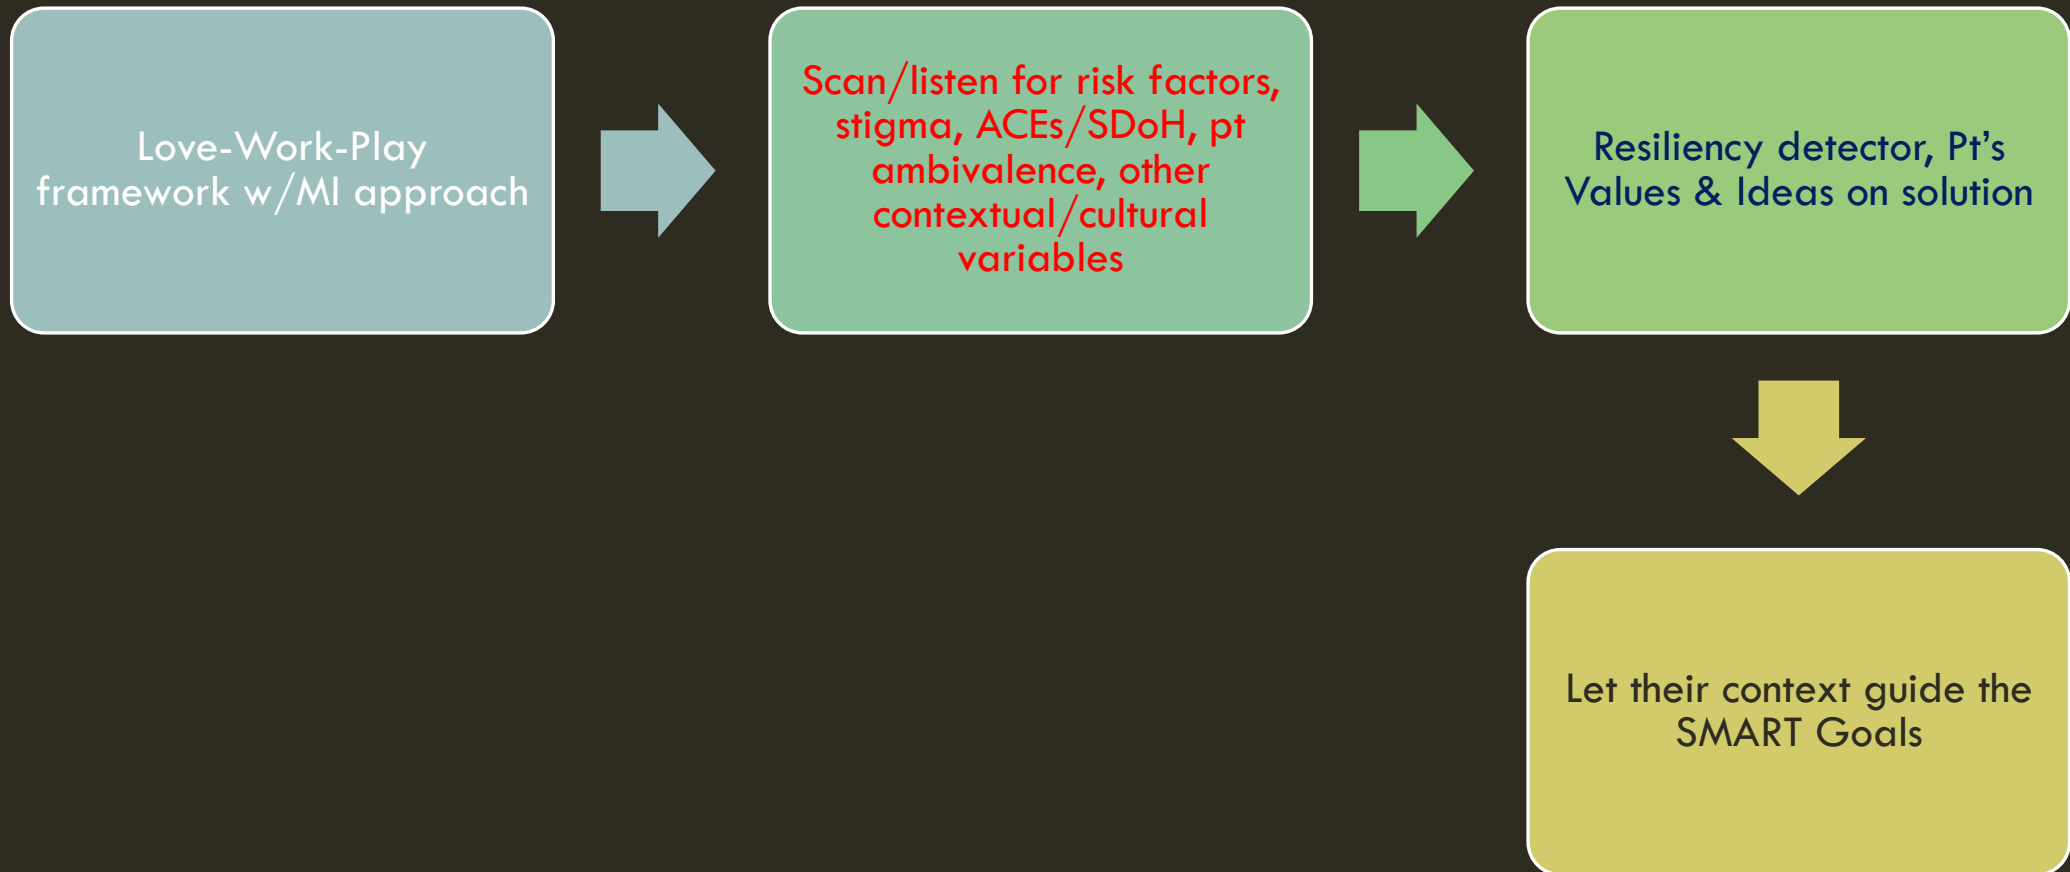 Love-Work-Play
framework w/MI approach
Scan/listen for risk factors,
stigma, ACEs/SDoH, pt
ambivalence, other
contextual/cultural
variables
Resiliency detector, Pt’s
Values & Ideas on solution
Let their context guide the
SMART Goals